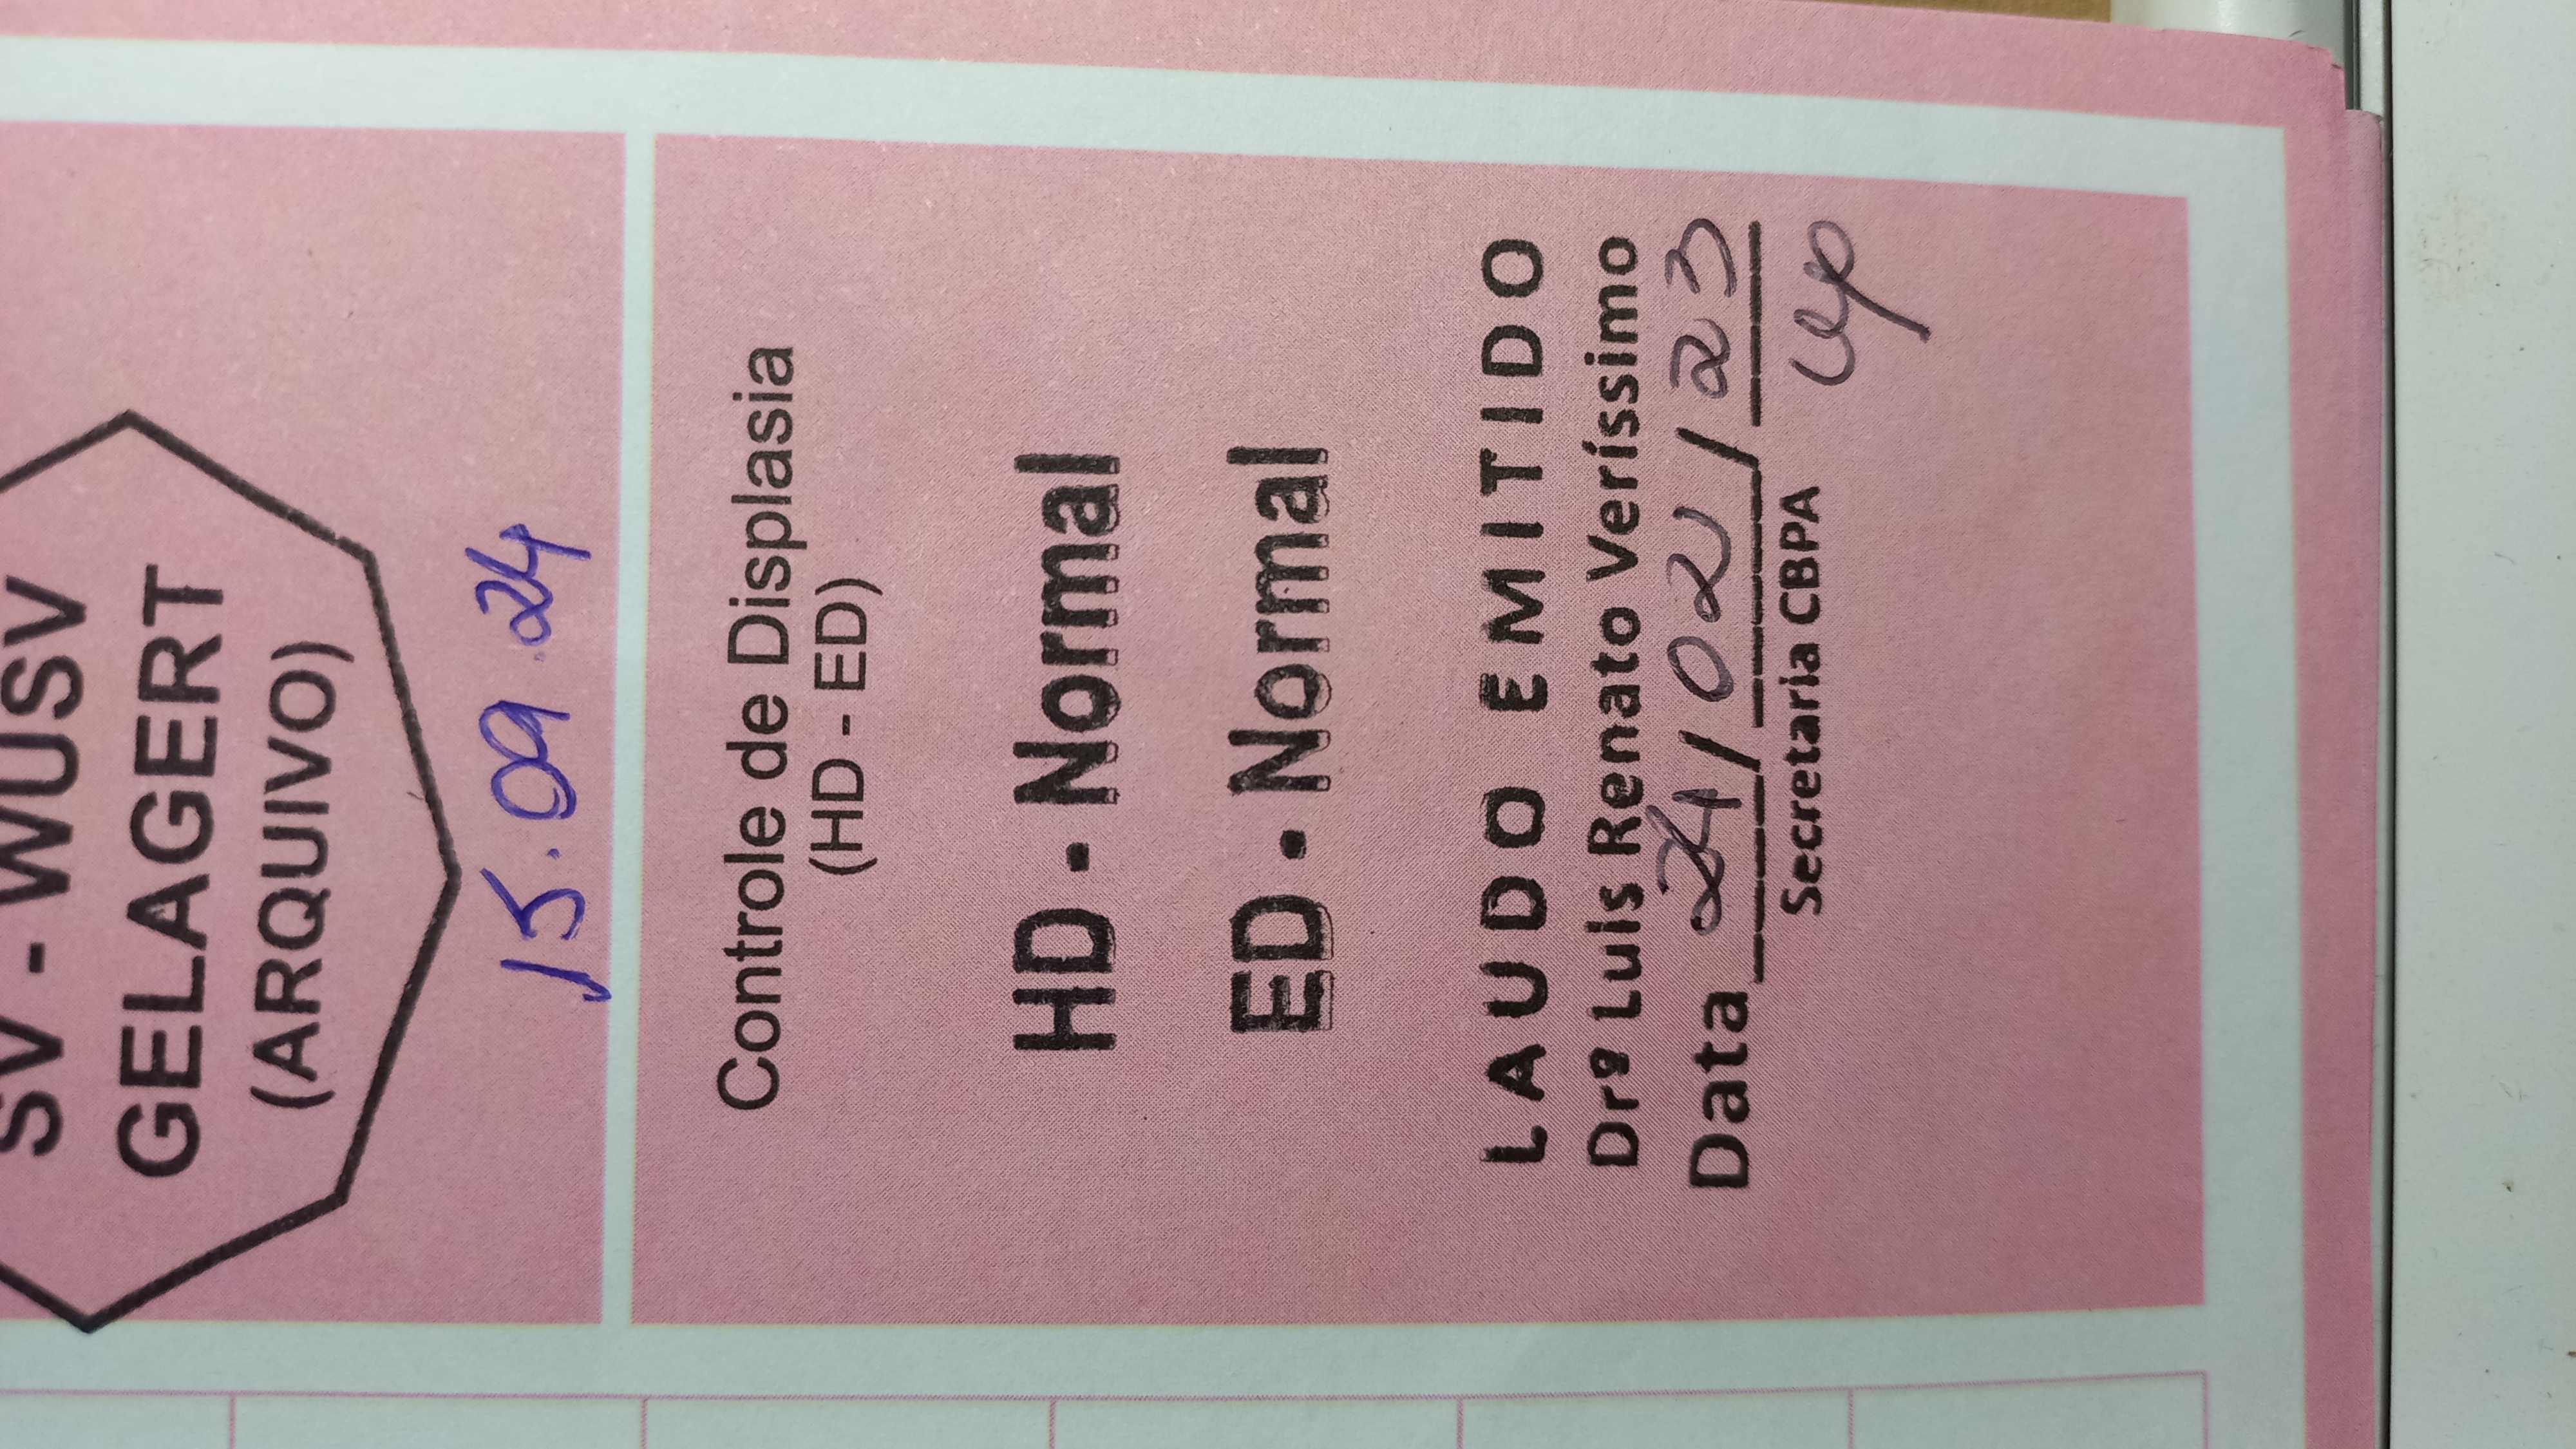 SV - WUSV
GELAGERT
(ARQUIVO)
15.09.24
Controle de Displasia
(HD - ED)
HD - Normal
ED - Normal
LAUDO EMITIDO
Drº Luis Renato Veríssimo
Data 24/02/23
Secretaria CBPA